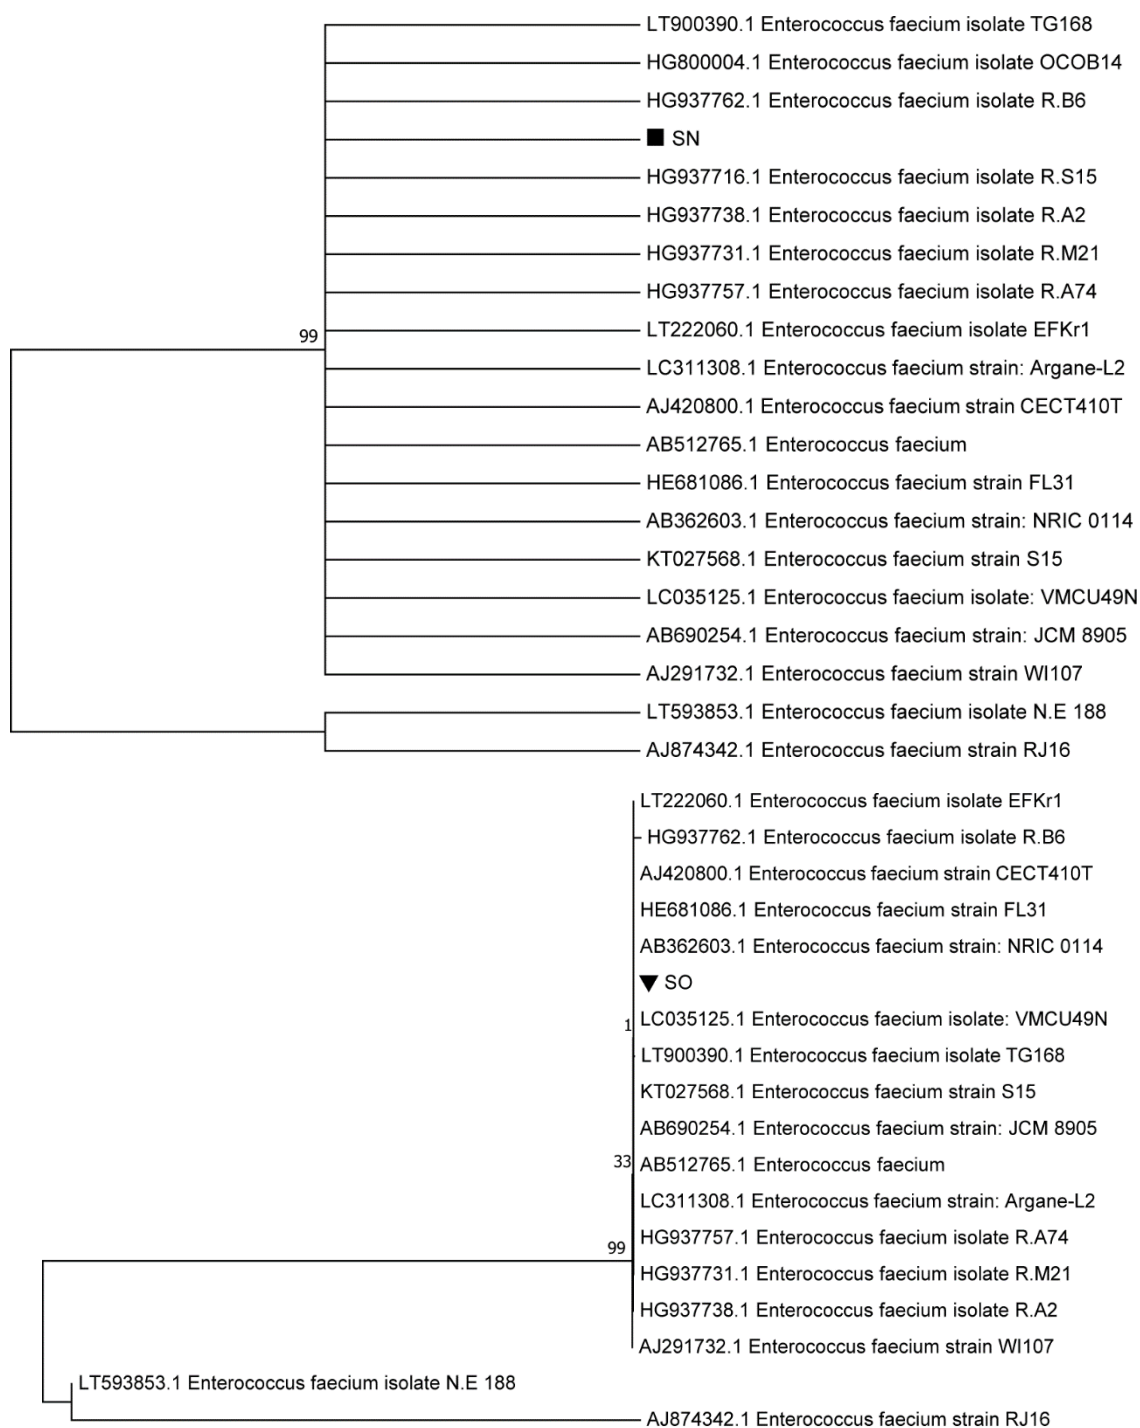 LT900390.1 Enterococcus faecium isolate TG168
HG800004.1 Enterococcus faecium isolate OCOB14
HG937762.1 Enterococcus faecium isolate R.B6
SN
HG937716.1 Enterococcus faecium isolate R.S15
HG937738.1 Enterococcus faecium isolate R.A2
HG937731.1 Enterococcus faecium isolate R.M21
HG937757.1 Enterococcus faecium isolate R.A74
99
LT222060.1 Enterococcus faecium isolate EFKr1
LC311308.1 Enterococcus faecium strain: Argane-L2
AJ420800.1 Enterococcus faecium strain CECT410T
AB512765.1 Enterococcus faecium
HE681086.1 Enterococcus faecium strain FL31
AB362603.1 Enterococcus faecium strain: NRIC 0114
KT027568.1 Enterococcus faecium strain S15
LC035125.1 Enterococcus faecium isolate: VMCU49N
AB690254.1 Enterococcus faecium strain: JCM 8905
AJ291732.1 Enterococcus faecium strain WI107
LT593853.1 Enterococcus faecium isolate N.E 188
AJ874342.1 Enterococcus faecium strain RJ16
LT222060.1 Enterococcus faecium isolate EFKr1
HG937762.1 Enterococcus faecium isolate R.B6
AJ420800.1 Enterococcus faecium strain CECT410T
HE681086.1 Enterococcus faecium strain FL31
AB362603.1 Enterococcus faecium strain: NRIC 0114
SO
1
LC035125.1 Enterococcus faecium isolate: VMCU49N
LT900390.1 Enterococcus faecium isolate TG168
KT027568.1 Enterococcus faecium strain S15
AB690254.1 Enterococcus faecium strain: JCM 8905
33
AB512765.1 Enterococcus faecium
LC311308.1 Enterococcus faecium strain: Argane-L2
HG937757.1 Enterococcus faecium isolate R.A74
99
HG937731.1 Enterococcus faecium isolate R.M21
HG937738.1 Enterococcus faecium isolate R.A2
AJ291732.1 Enterococcus faecium strain WI107
LT593853.1 Enterococcus faecium isolate N.E 188
AJ874342.1 Enterococcus faecium strain RJ16